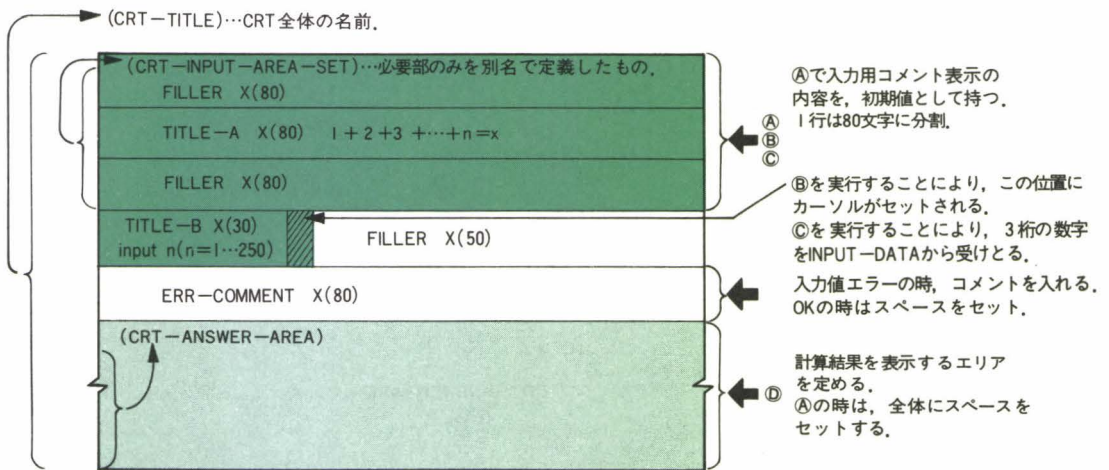 (CRT－TITLE)…CRT全体の名前．
(CRT－INPUT－AREA－SET)…必要部のみを別名で定義したもの．
FILLER X(80)
TITLE－A X(80) 1＋2＋3＋…＋n＝x
FILLER X(80)
TITLE－B X(30)
input n(n＝1…250)
FILLER X(50)
ERR－COMMENT X(80)
(CRT－ANSWER－AREA)
Ⓐ
Ⓑ
Ⓒ
Ⓐで入力用コメント表示の
内容を，初期値として持つ．
1行は80文字に分割．
Ⓑを実行することにより，この位置に
カーソルがセットされる．
Ⓒを実行することにより，3桁の数字
をINPUT－DATAから受けとる．
入力値エラーの時，コメントを入れる．
OKの時はスペースをセット．
Ⓓ
計算結果を表示するエリア
を定める．
Ⓐの時は，全体にスペースを
セットする．